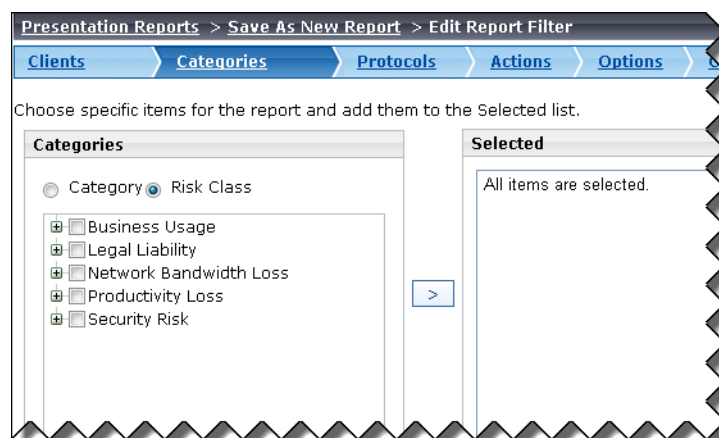 Presentation Reports > Save As New Report > Edit Report Filter
Clients Categories Protocols Actions Options
Choose specific items for the report and add them to the Selected list.
Categories
Selected
Category Risk Class
All items are selected.
Business Usage
Legal Liability
Network Bandwidth Loss
>
Productivity Loss
Security Risk